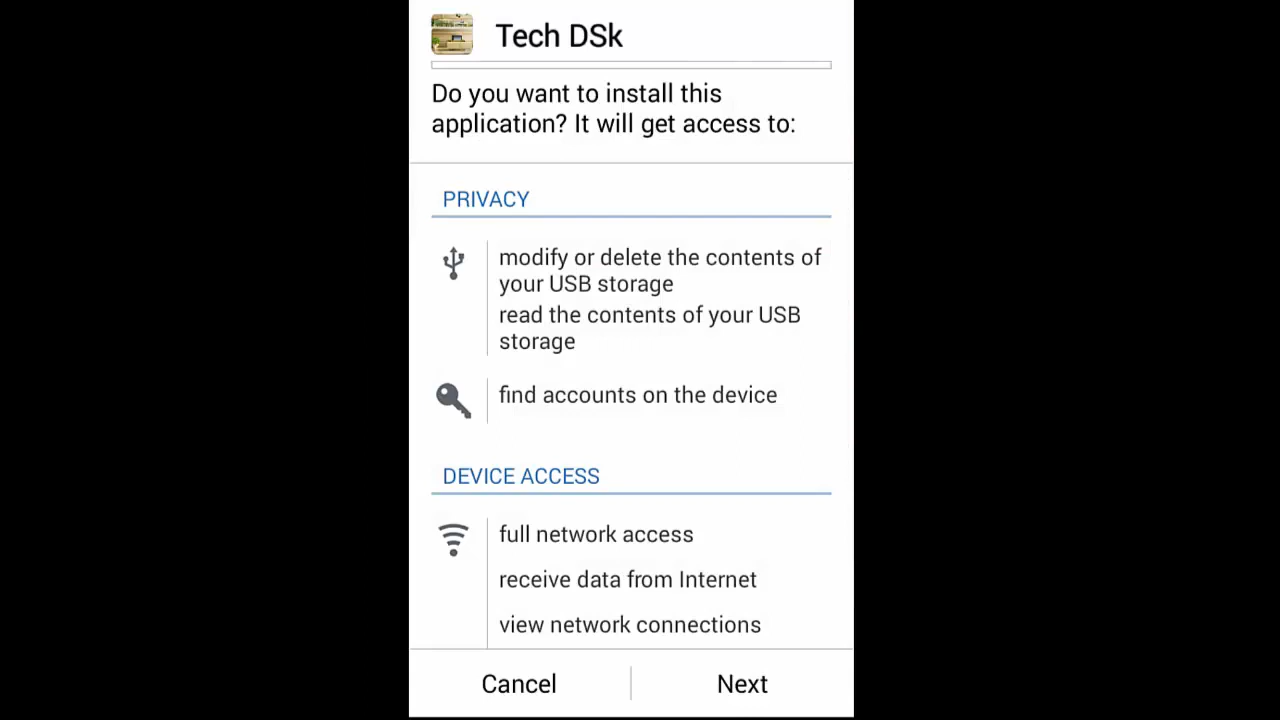 Tech DSk
Do you want to install this
application? It will get access to:
PRIVACY
modify or delete the contents of
your USB storage
read the contents of your USB
storage
find accounts on the device
DEVICE ACCESS
full network access
receive data from Internet
view network connections
Cancel
Next